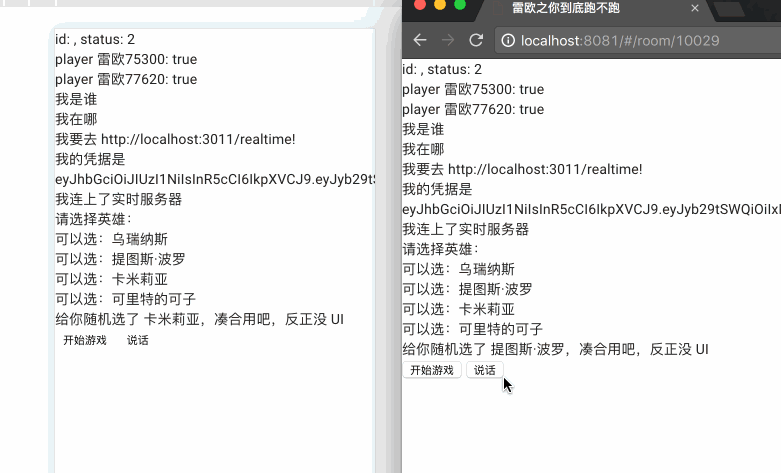 id: , status: 2
player 雷欧75300: true
player 雷欧77620: true
我是谁
我在哪
我要去 http://localhost:3011/realtime!
我的凭据是
eyJhbGciOiJIUzI1NiIsInR5cCI6IkpXVCJ9.eyJyb29t
我连上了实时服务器
请选择英雄：
可以选：乌瑞纳斯
可以选：提图斯·波罗
可以选：卡米莉亚
可以选：可里特的可子
给你随机选了 卡米莉亚，凑合用吧，反正没 UI
开始游戏 说话
雷欧之你到底跑不跑
localhost:8081/#/room/10029
id: , status: 2
player 雷欧75300: true
player 雷欧77620: true
我是谁
我在哪
我要去 http://localhost:3011/realtime!
我的凭据是
eyJhbGciOiJIUzI1NiIsInR5cCI6IkpXVCJ9.eyJyb29tSWQiOiIx
我连上了实时服务器
请选择英雄：
可以选：乌瑞纳斯
可以选：提图斯·波罗
可以选：卡米莉亚
可以选：可里特的可子
给你随机选了 提图斯·波罗，凑合用吧，反正没 UI
开始游戏 说话